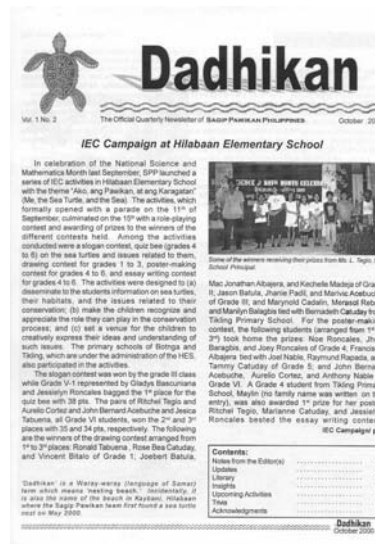 Dadhikan
Vol. 1 No. 2
The Official Quarterly Newsletter of SAGIP PAWIKAN PHILIPPINES
October 20
IEC Campaign at Hilabaan Elementary School
In celebration of the National Science and
Mathematics Month last September, SPP launched a
series of IEC activities in Hilabaan Elementary School
with the theme "Ako, ang Pawikan, at ang Karagatan"
(Me, the Sea Turtle, and the Sea). The activities, which
formally opened with a parade on the 11th of
September, culminated on the 15th with a role-playing
contest and awarding of prizes to the winners of the
different contests held. Among the activities
conducted were a slogan contest, quiz bee (grades 4
to 6) on the sea turtles and issues related to them,
drawing contest for grades 1 to 3, poster-making
contest for grades 4 to 6, and essay writing contest
for grades 4 to 6. The activities were designed to (a)
disseminate to the students information on sea turtles,
their habitats, and the issues related to their
conservation; (b) make the children recognize and
appreciate the role they can play in the conservation
process; and (c) set a venue for the children to
creatively express their ideas and understanding of
such issues. The primary schools of Bonga and
Tikling, which are under the administration of the HES,
also participated in the activities.
The slogan contest was won by the grade III class
while Grade V-1 represented by Gladys Bascuniana
and Jessielyn Roncales bagged the 1st place for the
quiz bee with 38 pts. The pairs of Ritchel Tegio and
Aurelio Cortez and John Bernard Acebuche and Jesica
Tabuena, all Grade VI students, won the 2nd and 3rd
places with 35 and 34 pts, respectively. The following
are the winners of the drawing contest arranged from
1st to 3rd places: Ronald Tabuena, Rose Bea Catuday,
and Vincent Bitalo of Grade I; Joebert Batula,
'Dadhikan' is a Waray-waray (language of Samar)
term which means 'nesting beach.' Incidentally, it
is also the name of the beach in Kaybani, Hilabaan
where the Sagip Pawikan team first found a sea turtle
nest on May 2000.
Some of the winners receiving their prizes from Ms. L. Tegio,
School Principal.
Mac Jonathan Albajera, and Kechelle Madeja of Gra
II; Jason Batula, Jhanie Padil, and Marivic Acebuc
of Grade III; and Marynold Cadalin, Merasol Reb
and Marilyn Balagbis tied with Bernadeth Catuday fr
Tikling Primary School. For the poster-maki
contest, the following students (arranged from 1st
3rd) took home the prizes: Noe Roncales, Jh
Baragbis, and Joey Roncales of Grade 4; Francis
Albajera tied with Joel Nable, Raymund Rapada, a
Tammy Catuday of Grade 5; and John Berna
Acebuche, Aurelio Cortez, and Athony Nable
Grade VI. A Grade 4 student from Tikling Prima
School, Maylin (no family name was written on t
entry), was also awarded 1st prize for her poste
Ritchel Tegio, Marianne Catuday, and Jessiel
Roncales bested the essay writing contes
IEC Campaign/ p
Contents:
Notes from the Editor(s)
Updates
Literary
Insights
Upcoming Activities
Trivia
Acknowledgments
Dadhikan
October 2000